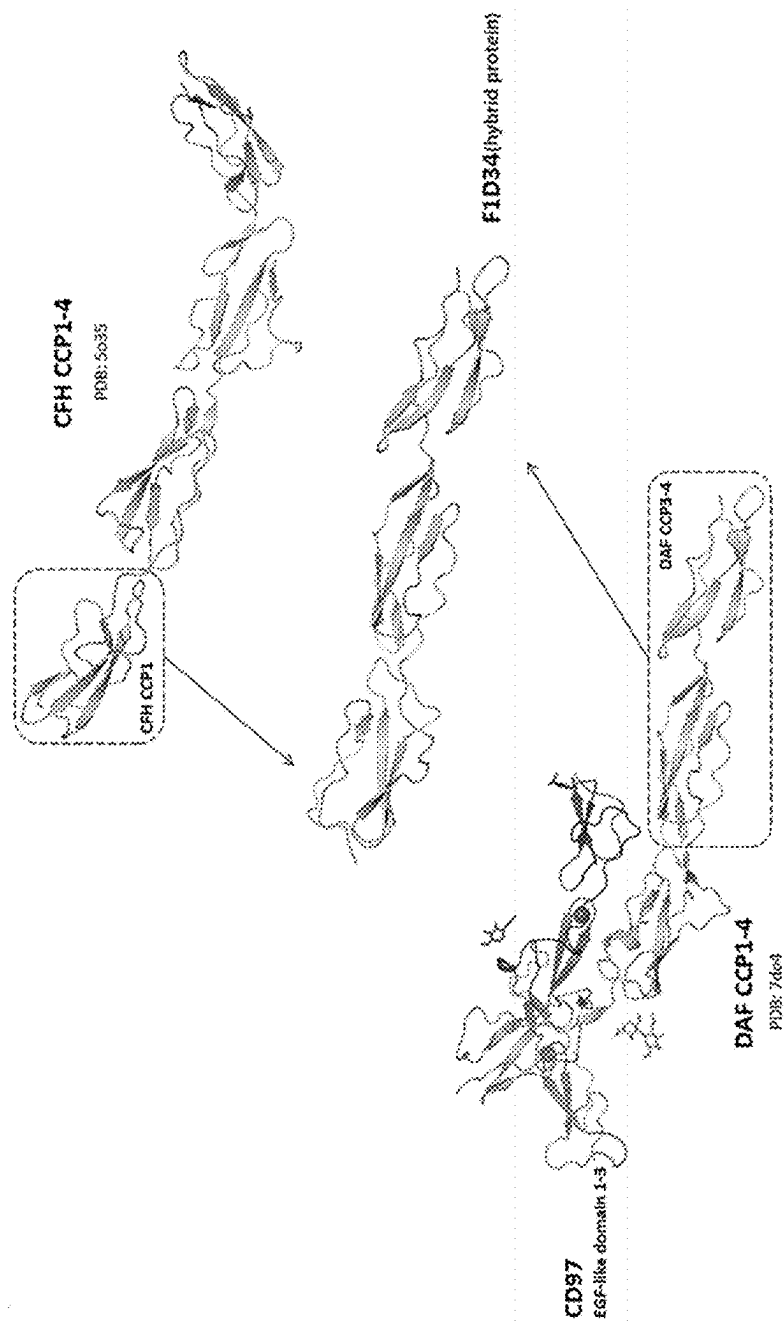 CFH CCP1-4
PDB: 5o35
CFH CCP1
F1D34(hybrid protein)
CD97
EGF-like domain 1-3
DAF CCP3-4
DAF CCP1-4
PDB: 7do4